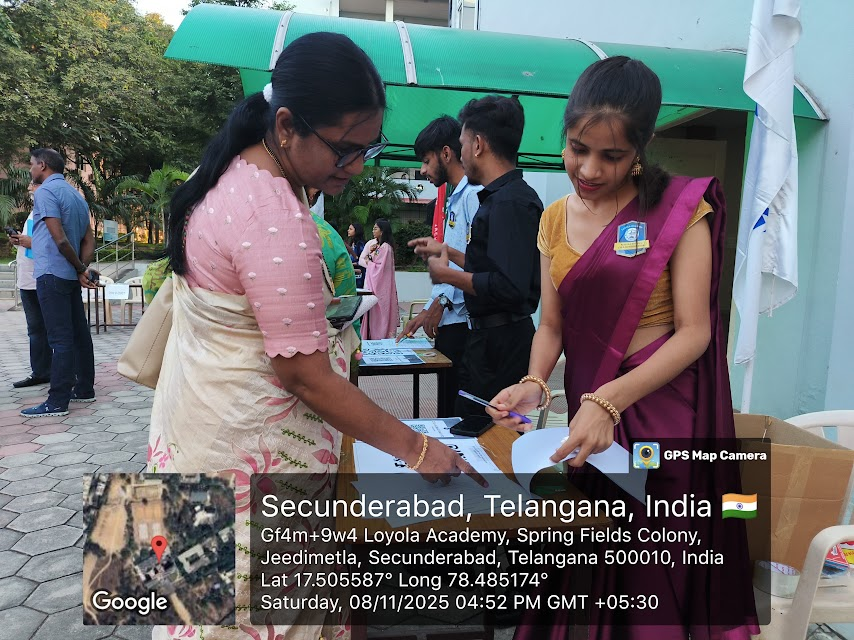 GPS Map Camera
Secunderabad, Telangana, India
Gf4m+9w4 Loyola Academy, Spring Fields Colony,
Jeedimetla, Secunderabad, Telangana 500010, India
Lat 17.505587° Long 78.485174°
Saturday, 08/11/2025 04:52 PM GMT +05:30
Google